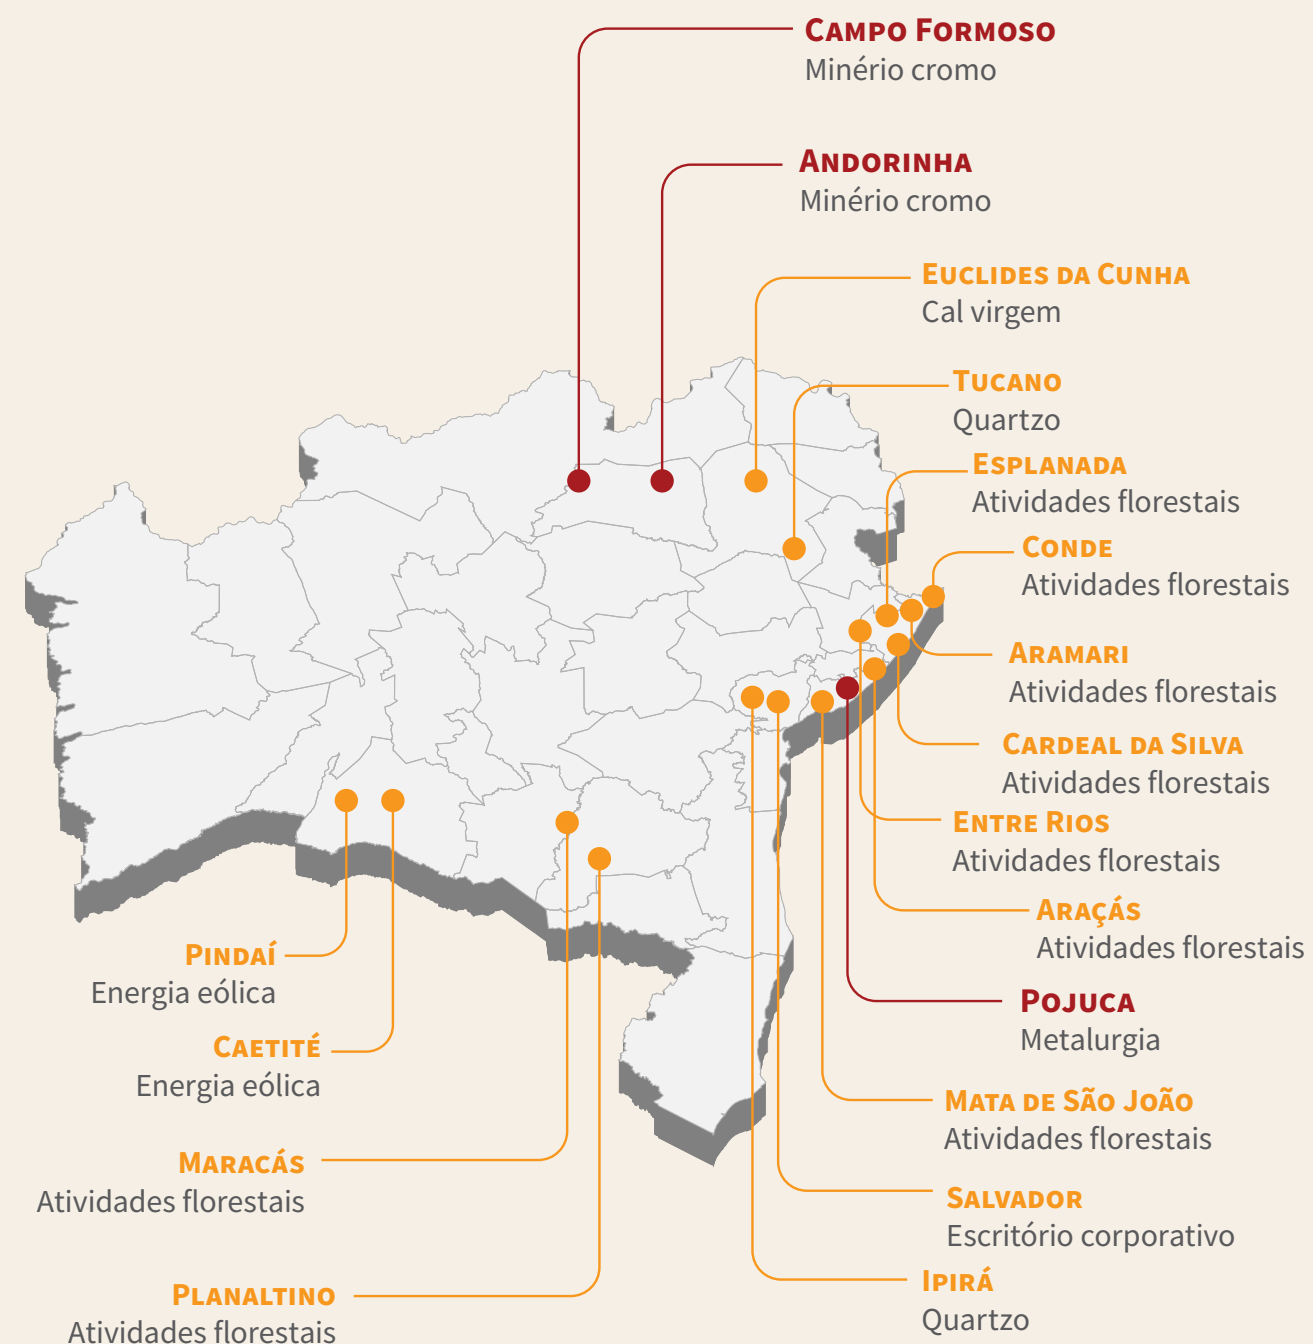 Campo Formoso
Minério cromo
Andorinha
Minério cromo
Euclides da Cunha
Cal virgem
Tucano
Quartzo
Esplanada
Atividades florestais
Conde
Atividades florestais
Aramari
Atividades florestais
Cardeal da Silva
Atividades florestais
Entre Rios
Atividades florestais
Araçás
Atividades florestais
Pojuca
Metalurgia
Mata de São João
Atividades florestais
Salvador
Escritório corporativo
Ipirá
Quartzo
Pindaí
Energia eólica
Caetité
Energia eólica
Maracás
Atividades florestais
Planaltino
Atividades florestais